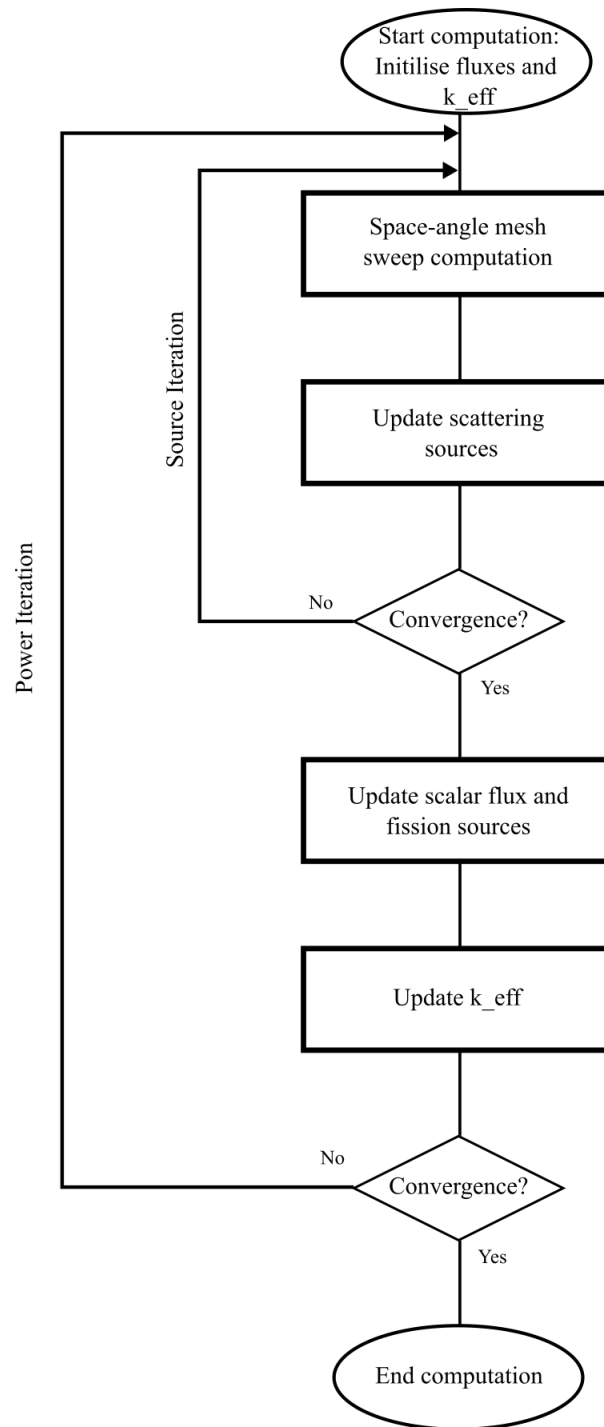 Start computation:
Initilise fluxes and
k_eff
Space-angle mesh
sweep computation
Source Iteration
Update scattering
sources
Power Iteration
No
Convergence?
Yes
Update scalar flux and
fission sources
Update k_eff
No
Convergence?
Yes
End computation